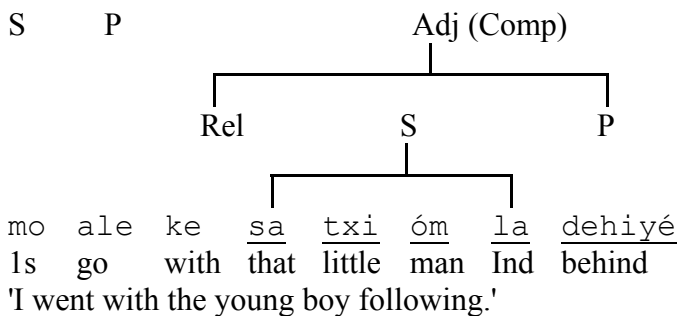 S P Adj (Comp)
Rel S P
mo ale ke sa txi óm la dehiyé
1s go with that little man Ind behind
'I went with the young boy following.'